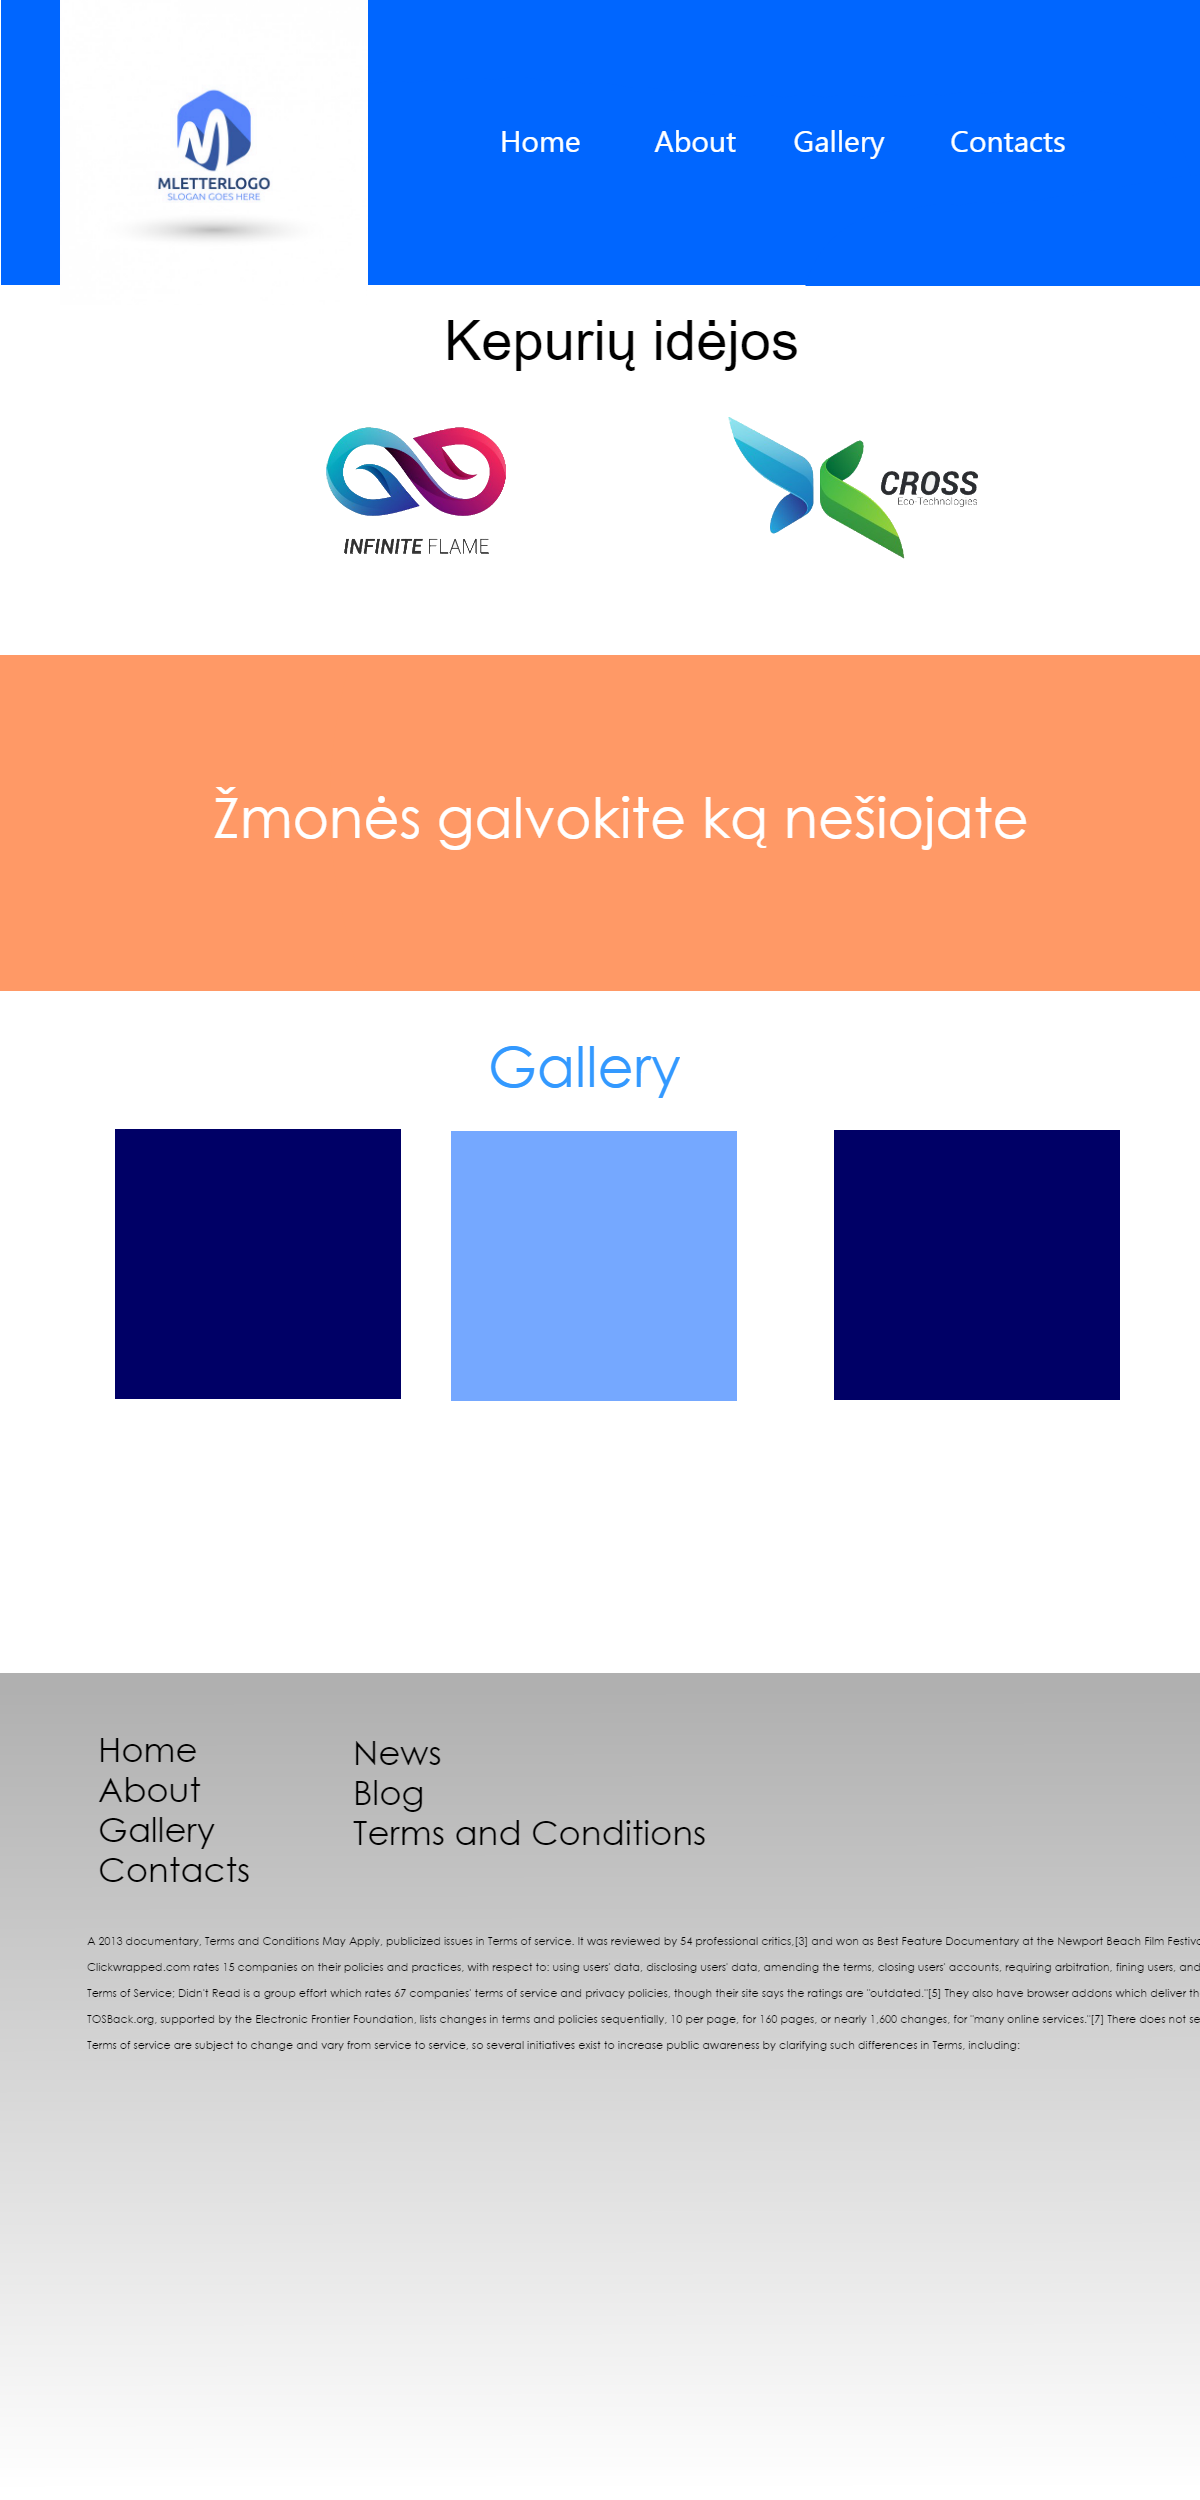 MLETTERLOGO
SLOGAN GOES HERE
Home About Gallery Contacts
Kepurių idėjos
INFINITE FLAME
CROSS
Eco-Technologies
Žmonės galvokite ką nešiojate
Gallery
Home
About
Gallery
Contacts
News
Blog
Terms and Conditions
A 2013 documentary, Terms and Conditions May Apply, publicized issues in Terms of service. It was reviewed by 54 professional critics,[3] and won as Best Feature Documentary at the Newport Beach Film
Clickwrapped.com rates 15 companies on their policies and practices, with respect to: using users' data, disclosing users' data, amending the terms, closing users' accounts, requiring arbitration, fining users, and
Terms of Service; Didn't Read is a group effort which rates 67 companies' terms of service and privacy policies, though their site says the ratings are "outdated."[5] They also have browser addons which deliver
TOSBack.org, supported by the Electronic Frontier Foundation, lists changes in terms and policies sequentially, 10 per page, for 160 pages, or nearly 1,600 changes, for "many online services."[7] There does not
Terms of service are subject to change and vary from service to service, so several initiatives exist to increase public awareness by clarifying such differences in Terms, including: